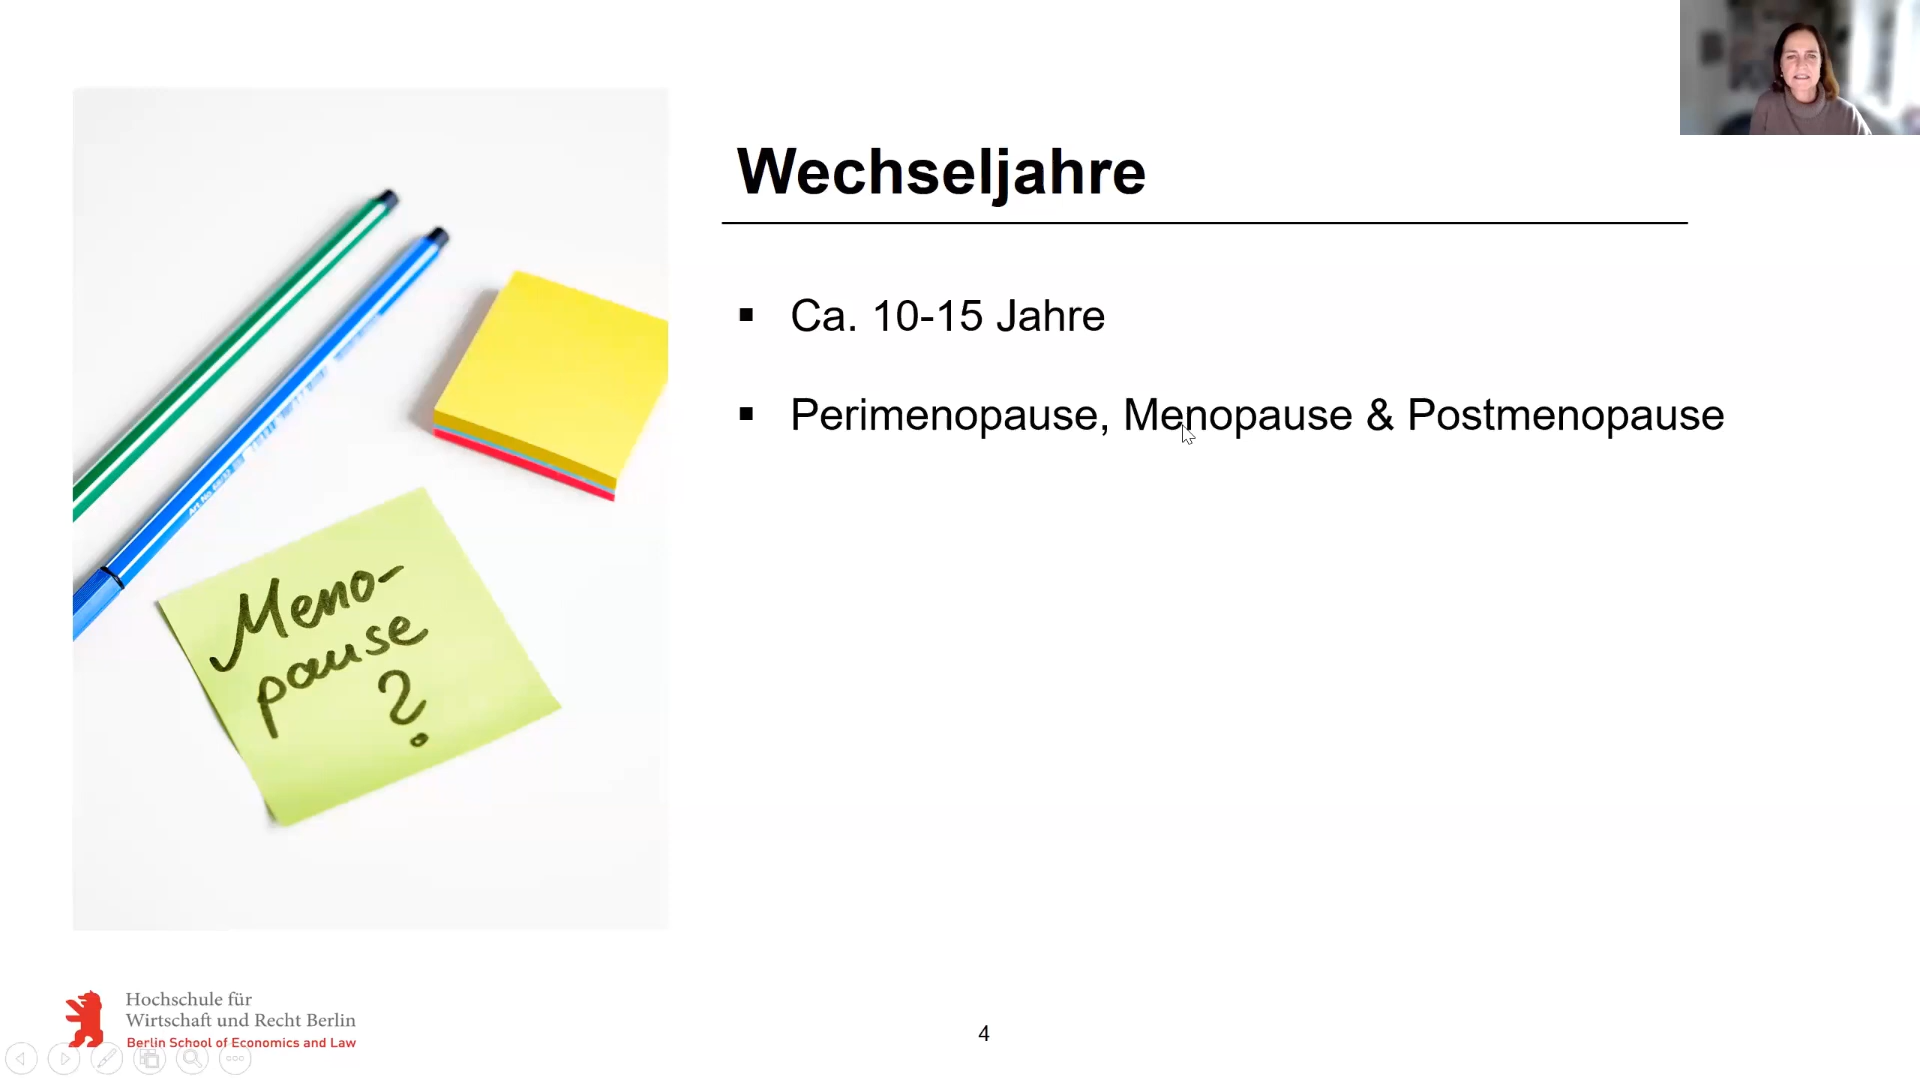 Wechseljahre
Ca. 10-15 Jahre
Perimenopause, Menopause & Postmenopause
Meno-
pause
?
Hochschule für
Wirtschaft und Recht Berlin
Berlin School of Economics and Law
4